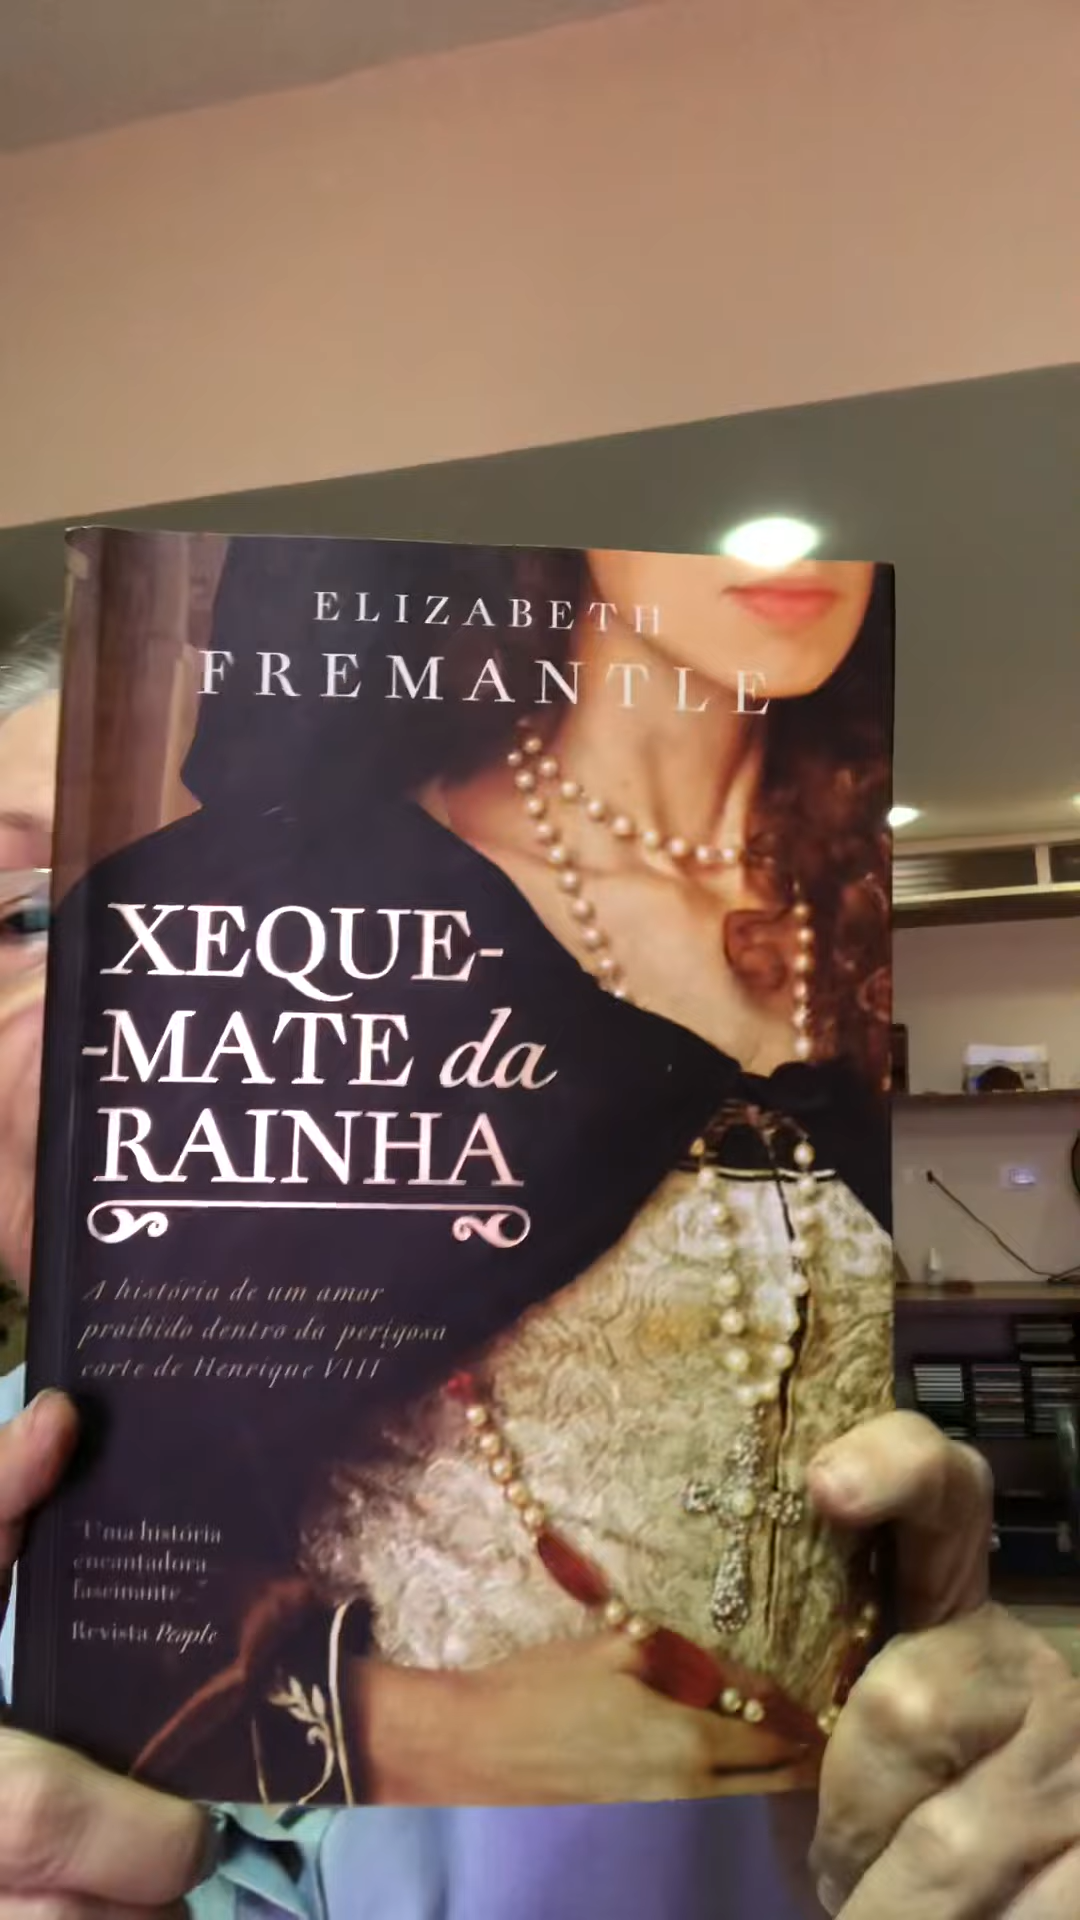 ELIZABETH
FREMANTLE
XEQUE-
-MATE da
RAINHA
A história de um amor
proibido dentro da perigosa
corte de Henrique VIII
"Uma história
encantadora
fascinante..."
Revista People